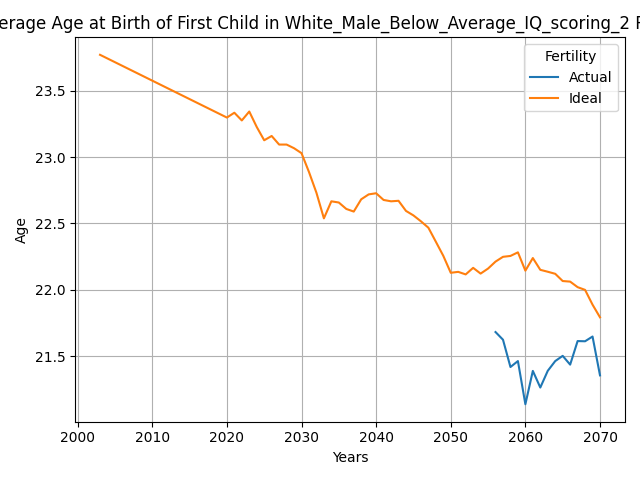 erage Age at Birth of First Child in White_Male_Below_Average_IQ_scoring_2
Fertility
Actual
Ideal
23.5
23.0
22.5
22.0
21.5
Age
2000 2010 2020 2030 2040 2050 2060 2070
Years